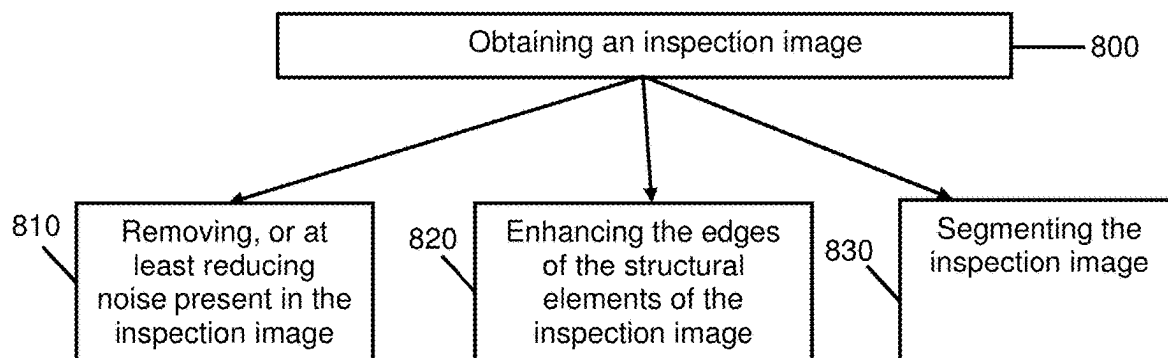 Obtaining an inspection image
800
810
Removing, or at
least reducing
noise present in the
inspection image
820
Enhancing the edges
of the structural
elements of the
inspection image
830
Segmenting the
inspection image